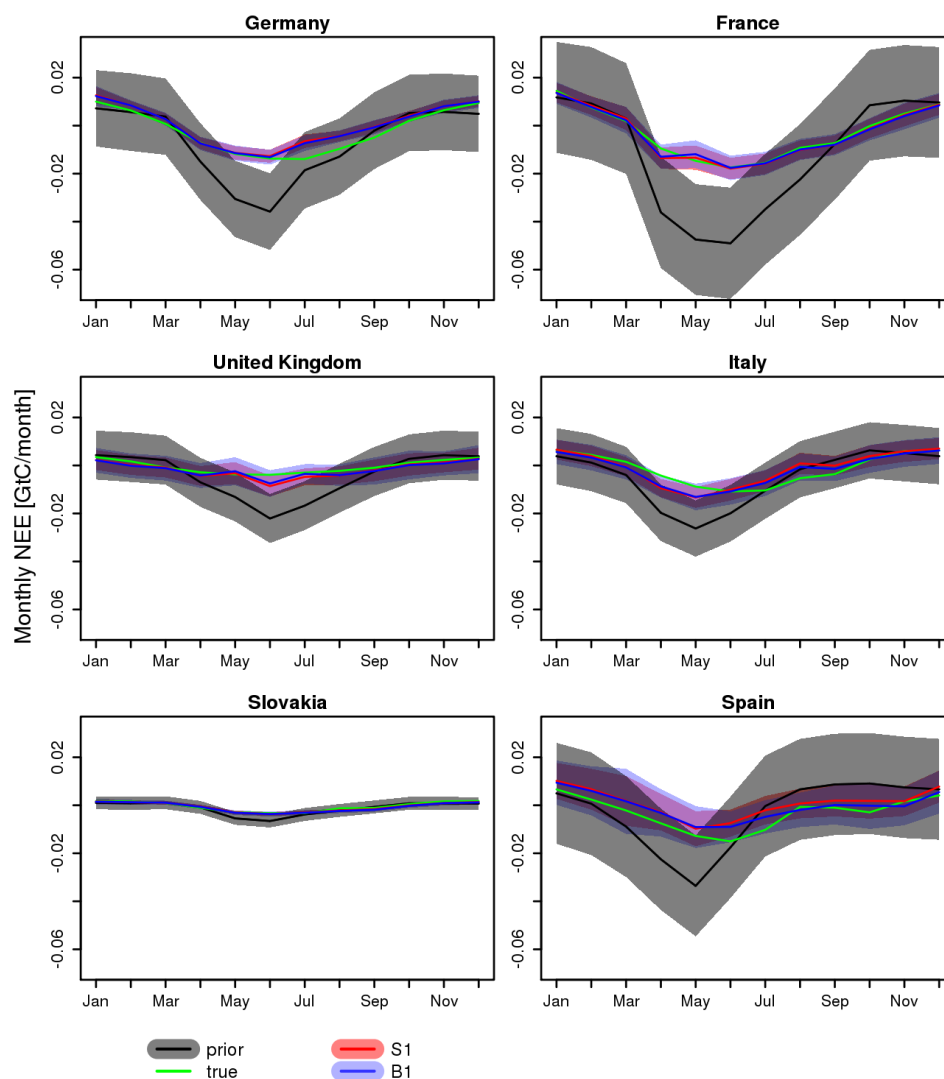 Germany
France
0.02
-0.02
-0.06
Jan Mar May Jul Sep Nov
0.02
-0.02
-0.06
Jan Mar May Jul Sep Nov
United Kingdom
Italy
Monthly NEE [GtC/month]
0.02
-0.02
-0.06
Jan Mar May Jul Sep Nov
0.02
-0.02
-0.06
Jan Mar May Jul Sep Nov
Slovakia
Spain
0.02
-0.02
-0.06
Jan Mar May Jul Sep Nov
0.02
-0.02
-0.06
Jan Mar May Jul Sep Nov
prior
S1
true
B1